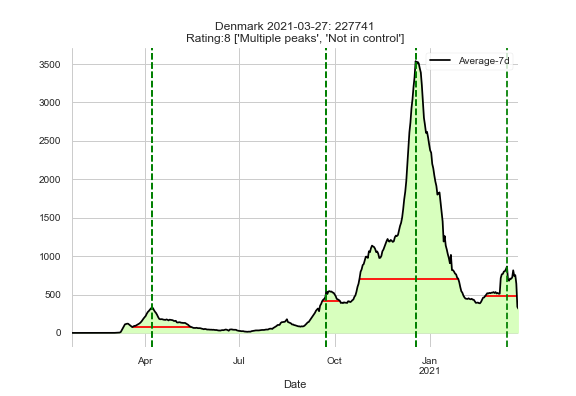 Denmark 2021-03-27: 227741
Rating:8 ['Multiple peaks', 'Not in control']
Average-7d
3500
3000
2500
2000
1500
1000
500
0
Apr
Jul
Oct
Jan
2021
Date